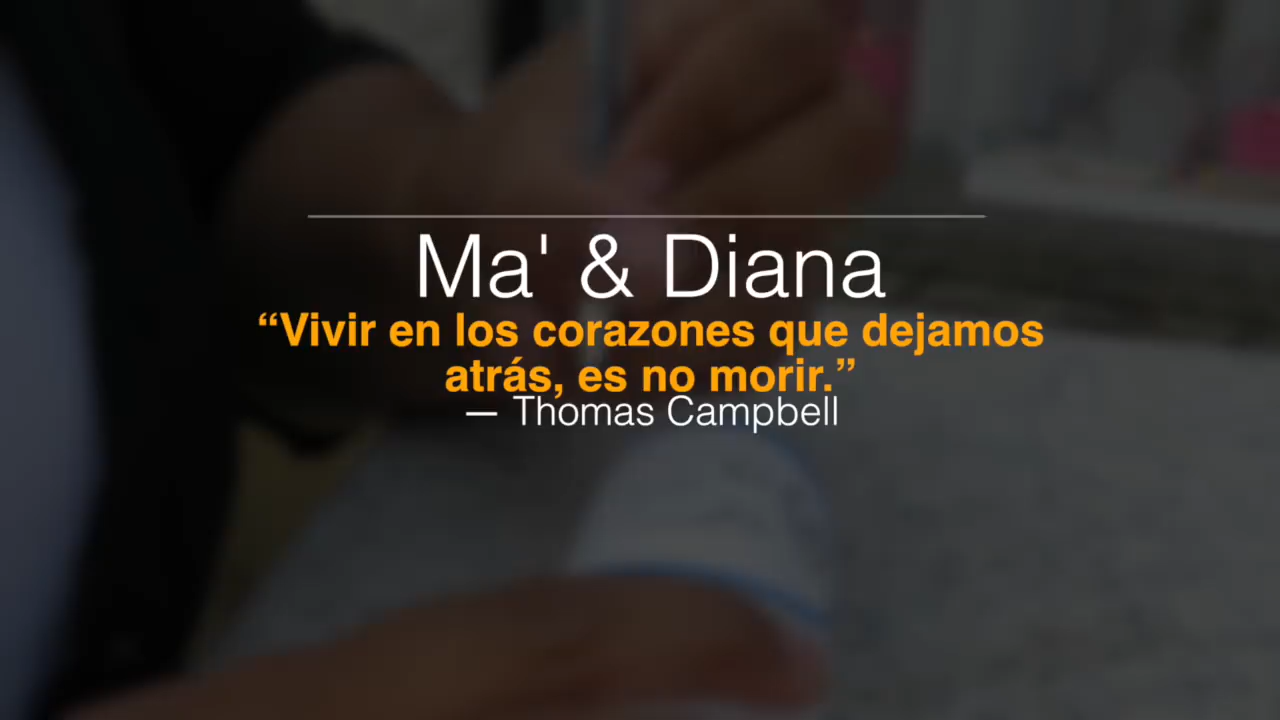 Ma' & Diana
“Vivir en los corazones que dejamos
atrás, es no morir.”
— Thomas Campbell